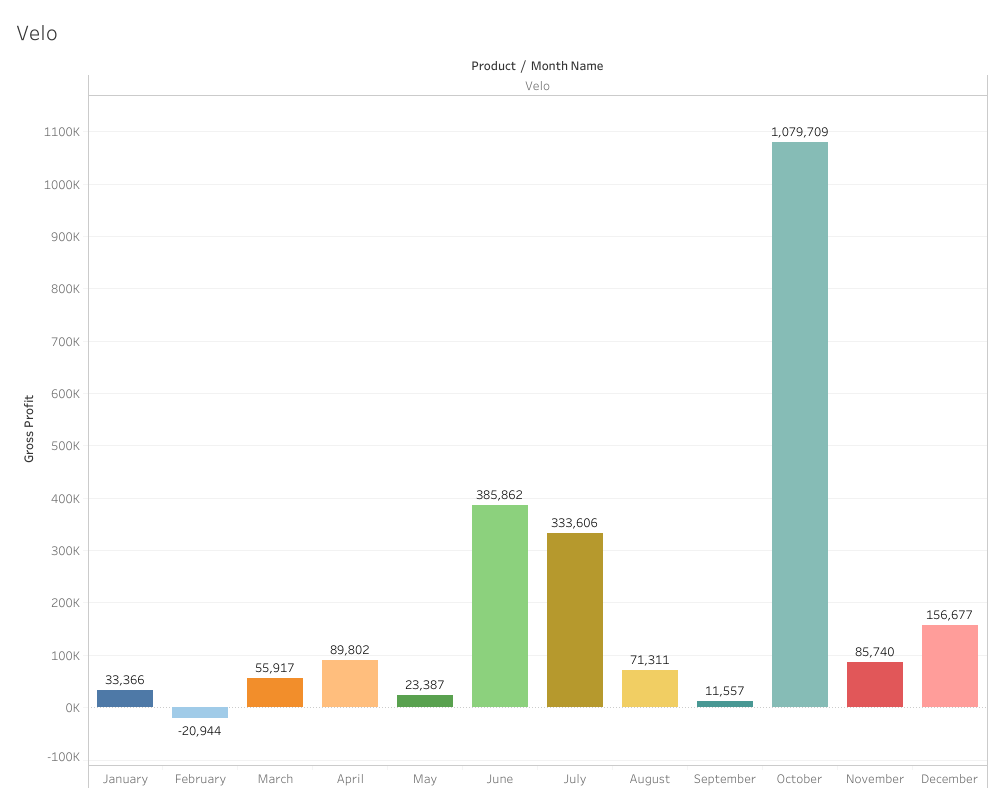 Velo
Product / Month Name
Velo
Gross Profit
1100K
1000K
900K
800K
700K
600K
500K
400K
300K
200K
100K
0K
-100K
33,366
-20,944
55,917
89,802
23,387
385,862
333,606
71,311
11,557
1,079,709
85,740
156,677
January February March April May June July August September October November December